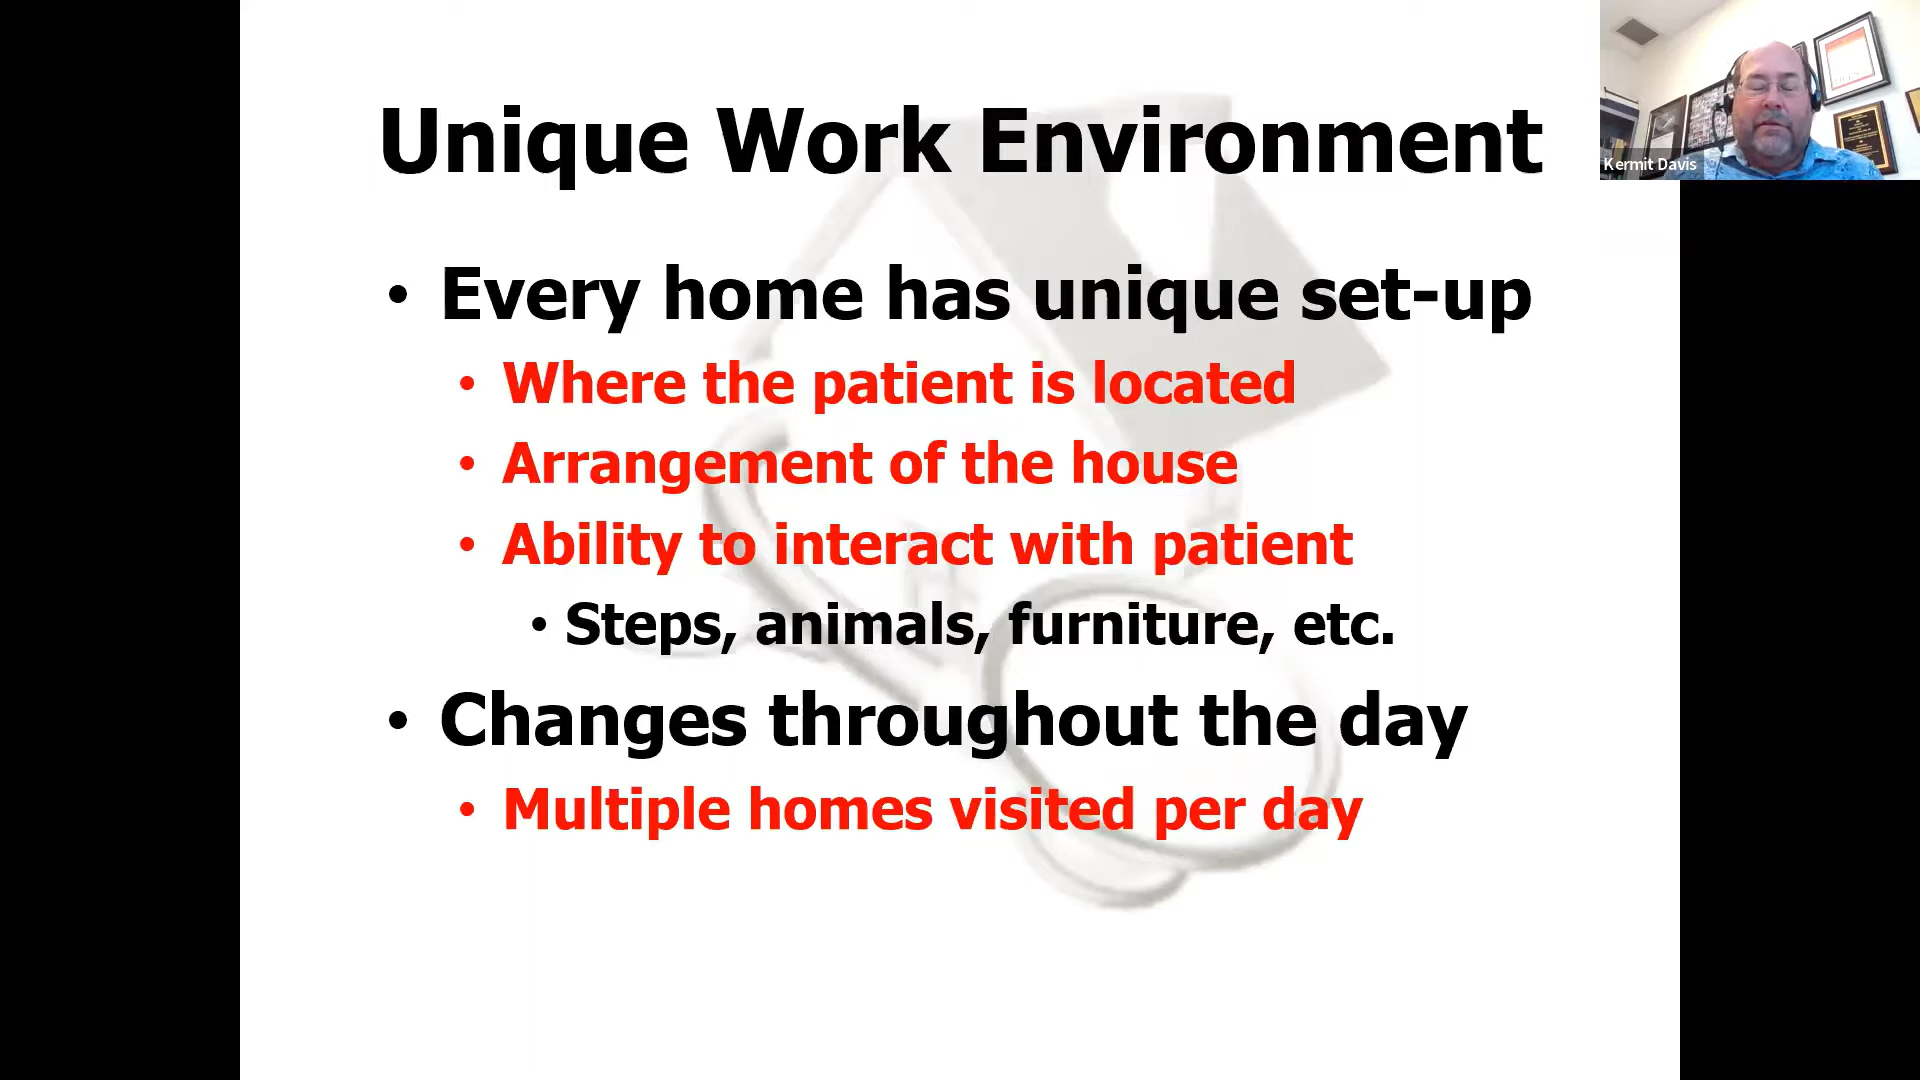 Unique Work Environment
• Every home has unique set-up
• Where the patient is located
• Arrangement of the house
• Ability to interact with patient
• Steps, animals, furniture, etc.
• Changes throughout the day
• Multiple homes visited per day
Kermit Davis